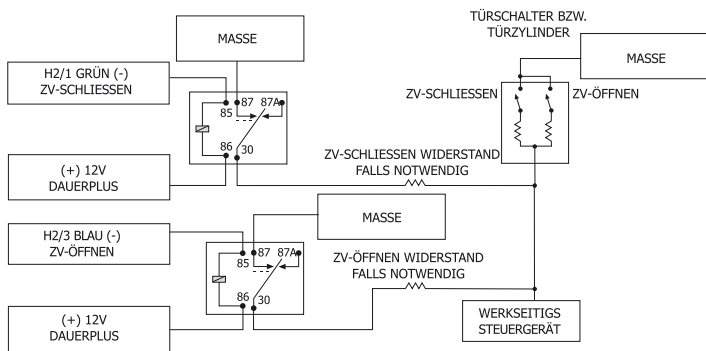 TÜRSCHALTER BZW.
TÜRZYLINDER
MASSE
MASSE
H2/1 GRÜN (-)
ZV-SCHLIESSEN
ZV-SCHLIESSEN
ZV-ÖFFNEN
85
87
87A
86
30
(+) 12V
DAUERPLUS
ZV-SCHLIESSEN WIDERSTAND
FALLS NOTWENDIG
MASSE
H2/3 BLAU (-)
ZV-ÖFFNEN
85
87
87A
86
30
ZV-ÖFFNEN WIDERSTAND
FALLS NOTWENDIG
(+) 12V
DAUERPLUS
WERKSEITIGS
STEUERGERÄT